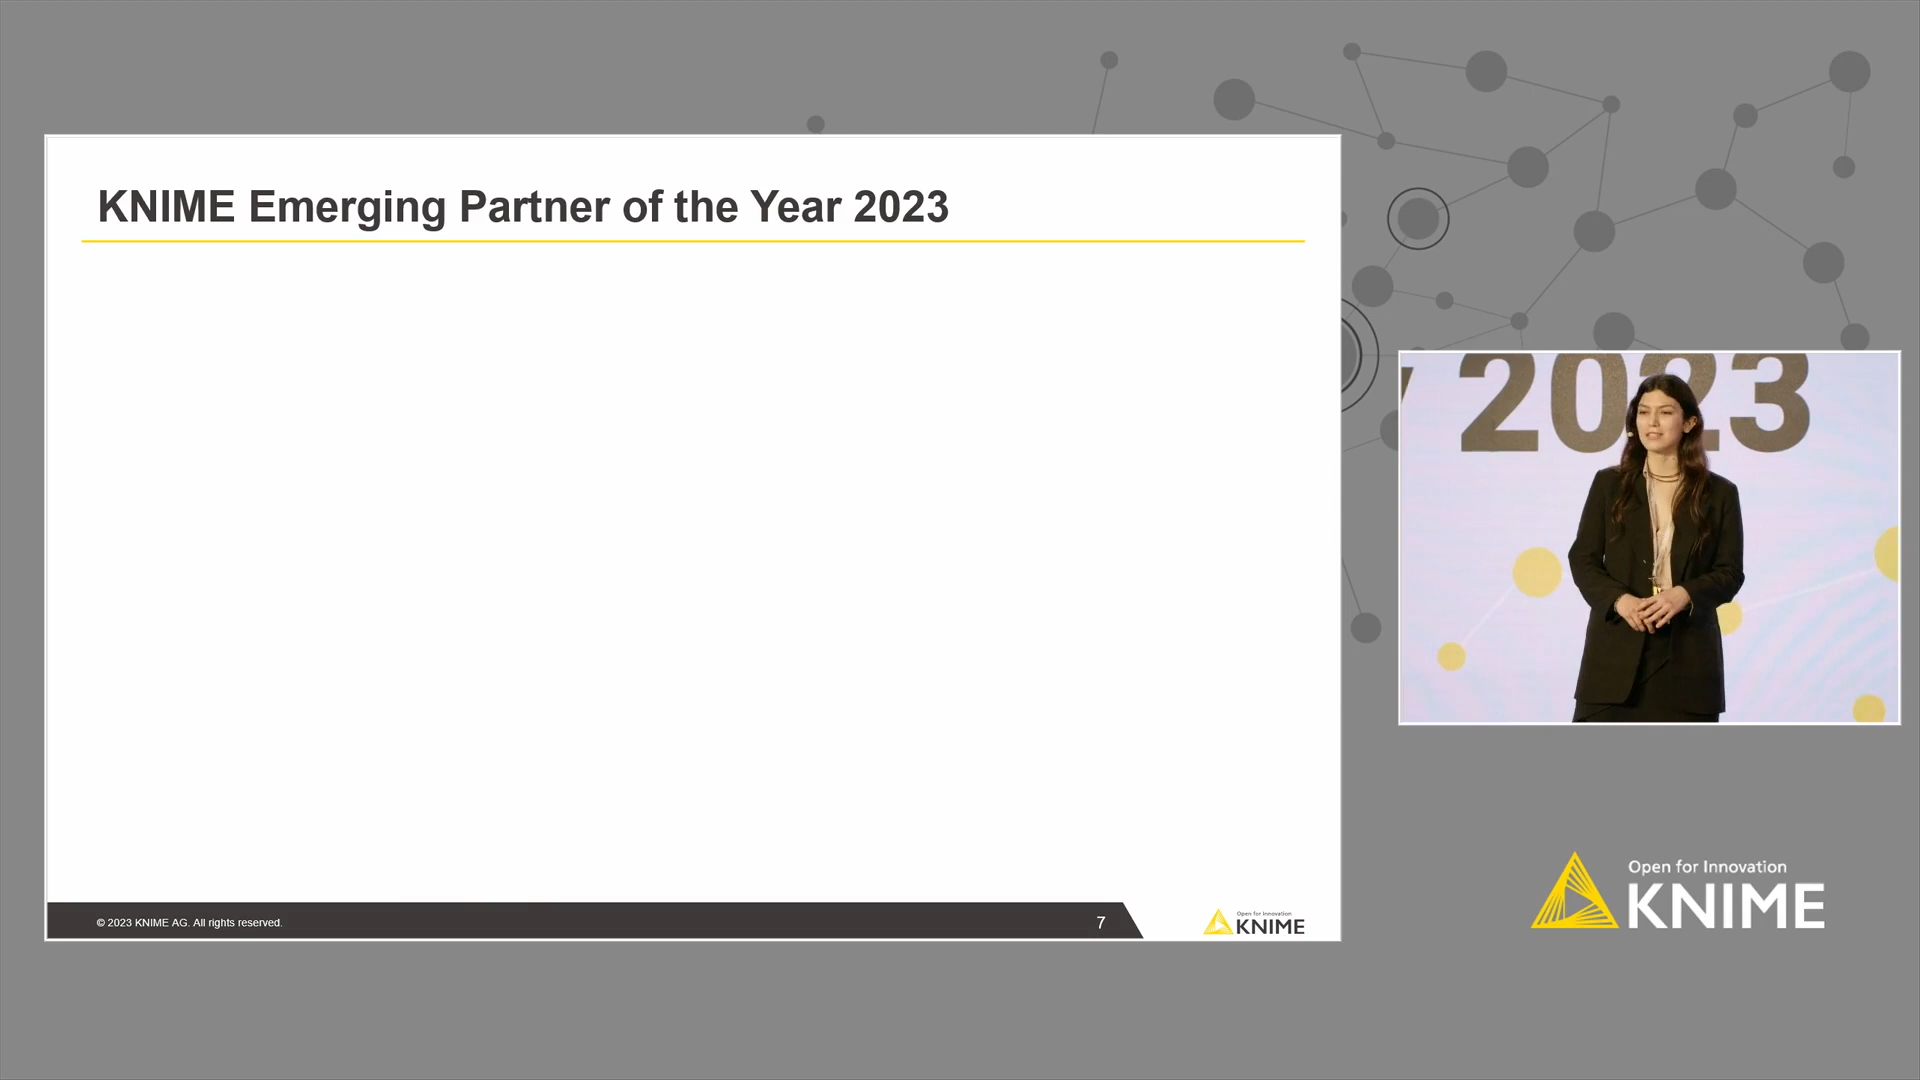 KNIME Emerging Partner of the Year 2023
2023
© 2023 KNIME AG. All rights reserved.
7
Open for Innovation
KNIME
Open for Innovation
KNIME